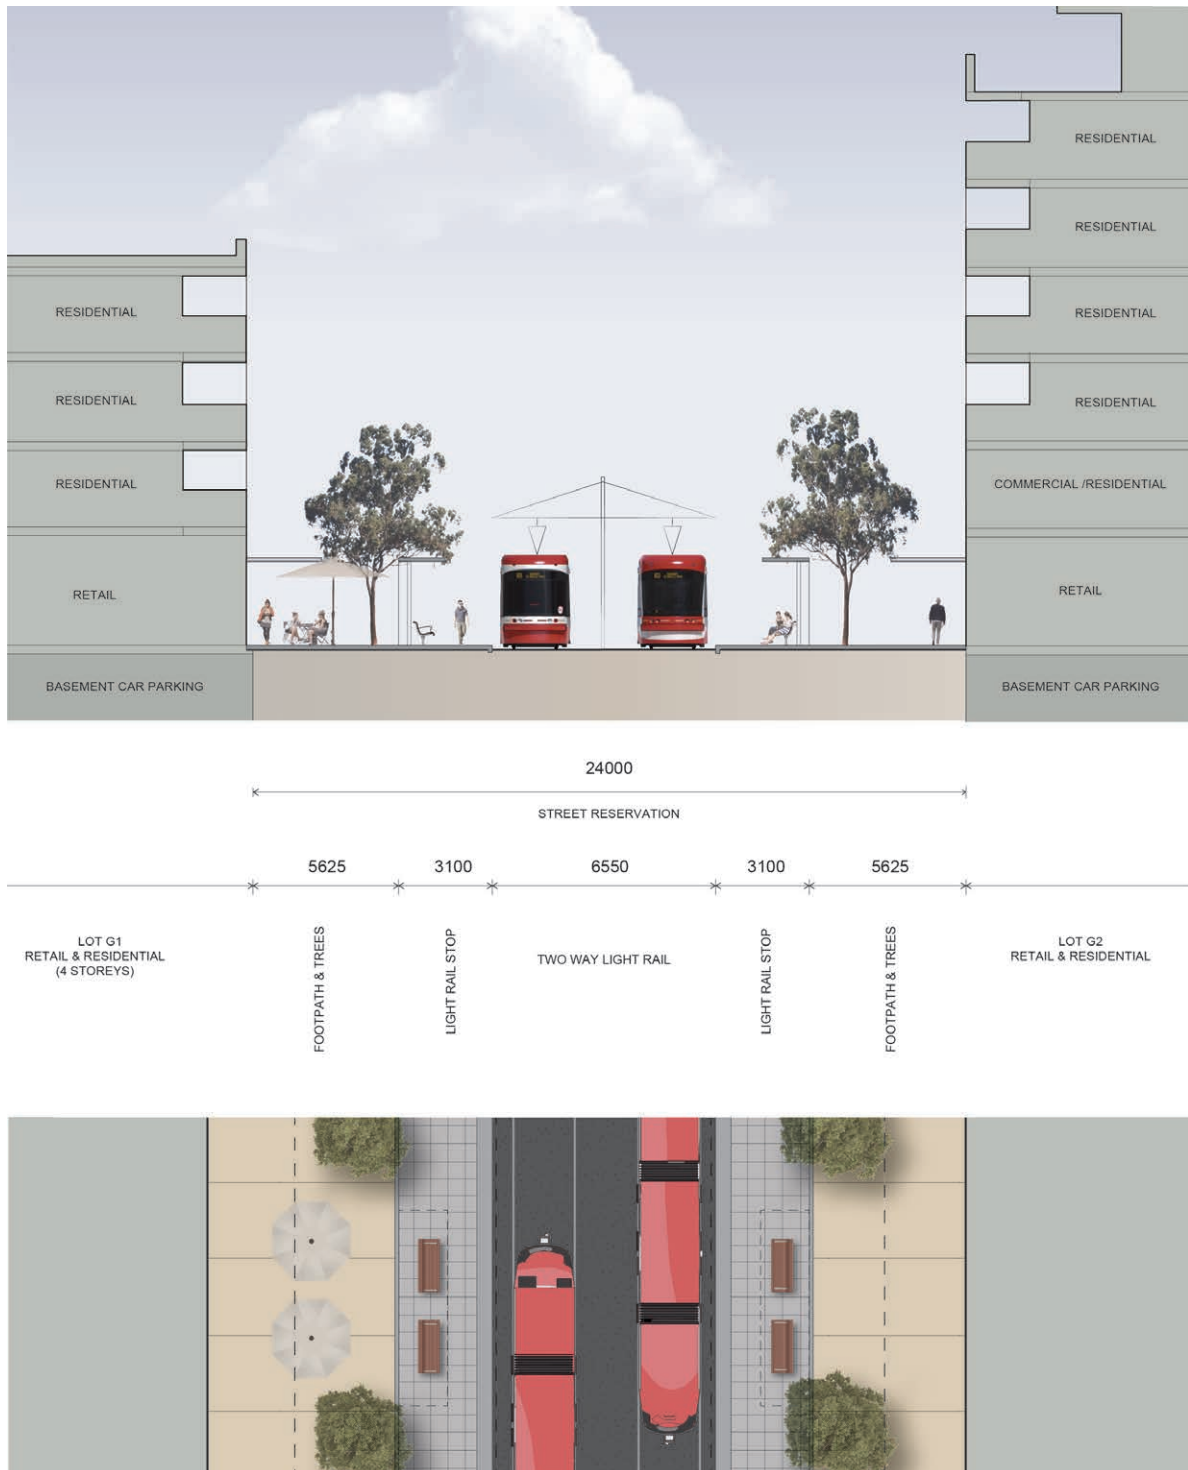 RESIDENTIAL
RESIDENTIAL
RESIDENTIAL
RESIDENTIAL
RESIDENTIAL
RESIDENTIAL
RESIDENTIAL
RESIDENTIAL
COMMERCIAL /RESIDENTIAL
RETAIL
RETAIL
BASEMENT CAR PARKING
BASEMENT CAR PARKING
24000
STREET RESERVATION
5625
3100
6550
3100
5625
LOT G1
RETAIL & RESIDENTIAL
(4 STOREYS)
FOOTPATH & TREES
LIGHT RAIL STOP
TWO WAY LIGHT RAIL
LIGHT RAIL STOP
FOOTPATH & TREES
LOT G2
RETAIL & RESIDENTIAL